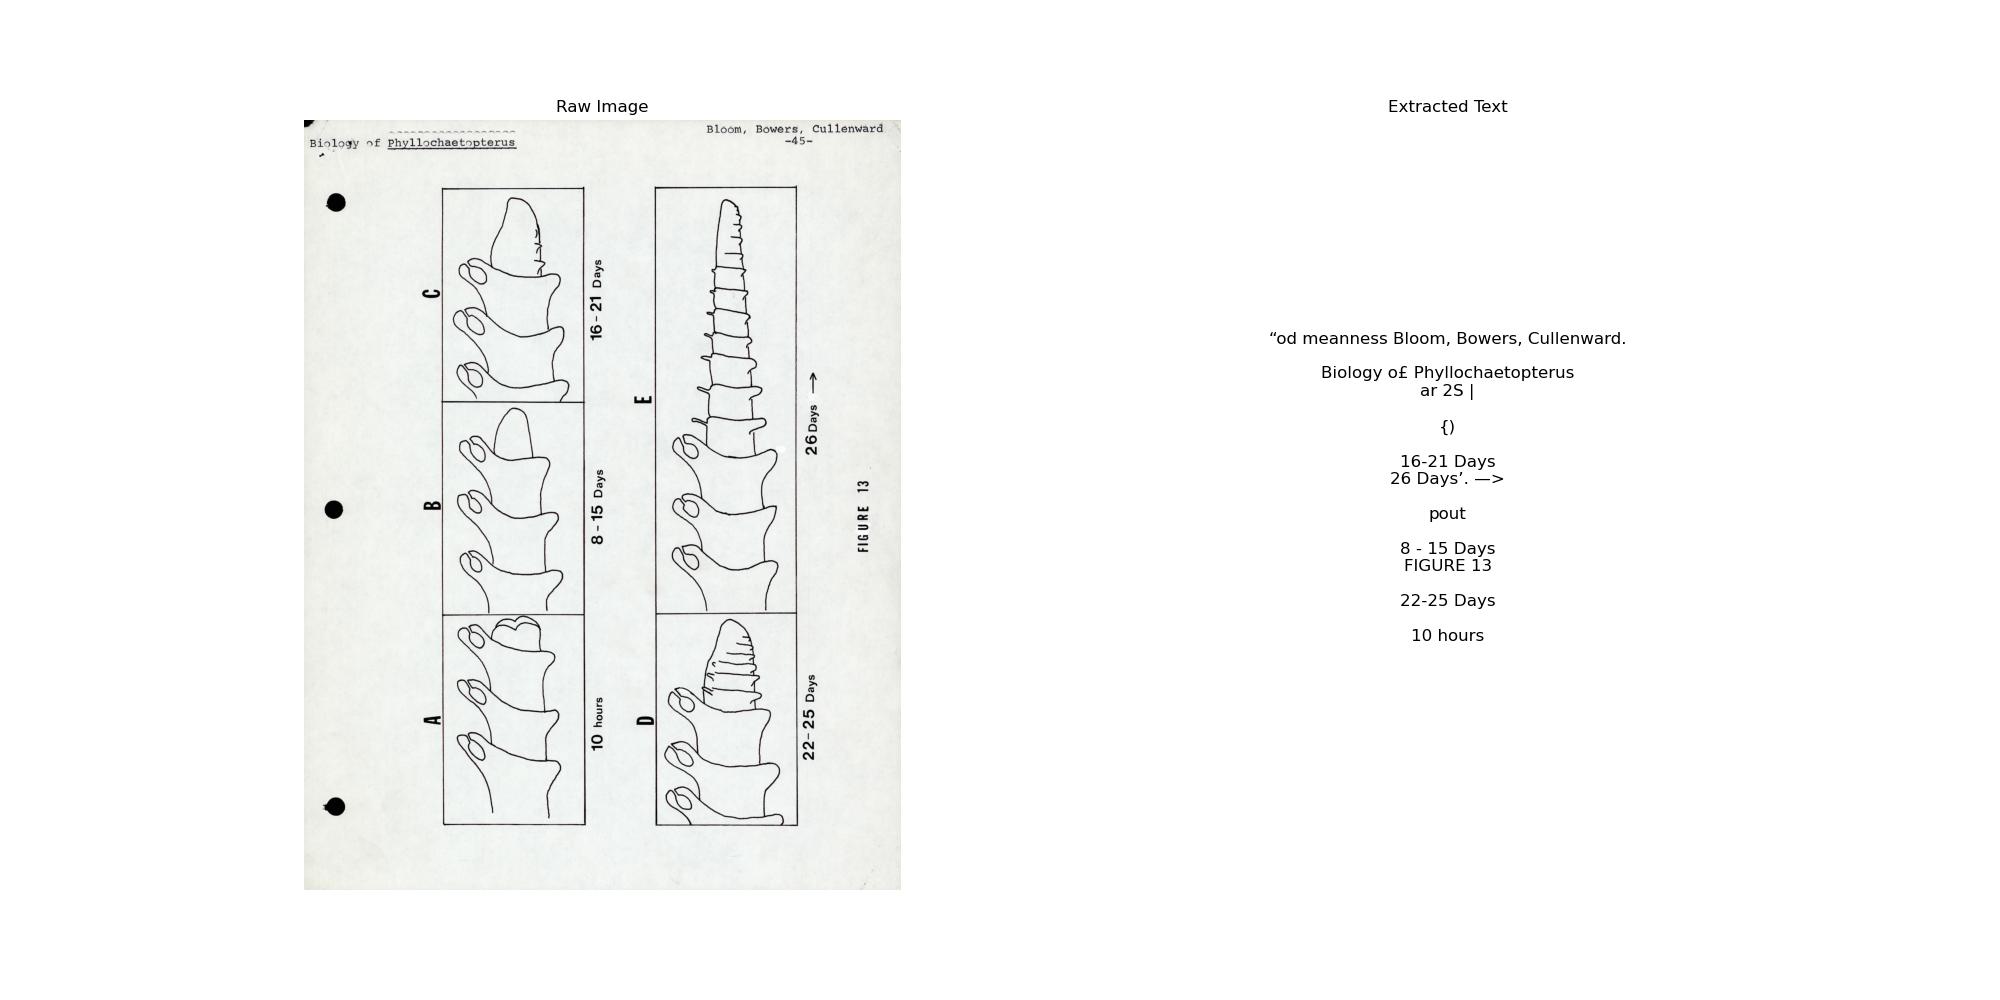 Raw Image
Bloom, Bowers, Cullenward
-45-
Biology of Phyllochaetopterus
A
10 hours
B
8-15 Days
C
16-21 Days
D
22-25 Days
E
26 Days →
FIGURE 13
Extracted Text
“od meanness Bloom, Bowers, Cullenward.
Biology o£ Phyllochaetopterus
ar 2S |
{)
16-21 Days
26 Days’. —>
pout
8 - 15 Days
FIGURE 13
22-25 Days
10 hours